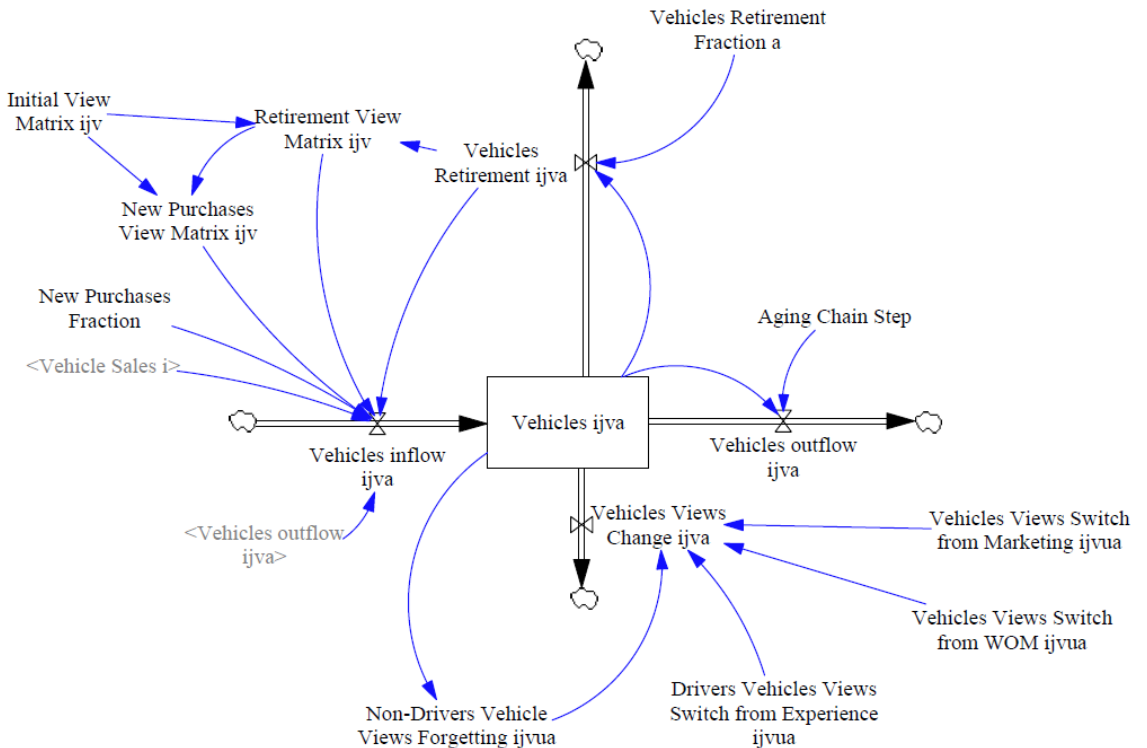 Vehicles Retirement
Fraction a
Initial View
Matrix ijv
Retirement View
Matrix ijv
Vehicles
Retirement ijva
New Purchases
View Matrix ijv
New Purchases
Fraction
<Vehicle Sales i>
Aging Chain Step
Vehicles ijva
Vehicles inflow
ijva
Vehicles outflow
ijva
<Vehicles outflow
ijva>
Vehicles Views
Change ijva
Vehicles Views Switch
from Marketing ijvua
Vehicles Views Switch
from WOM ijvua
Non-Drivers Vehicle
Views Forgetting ijvua
Drivers Vehicles Views
Switch from Experience
ijvua